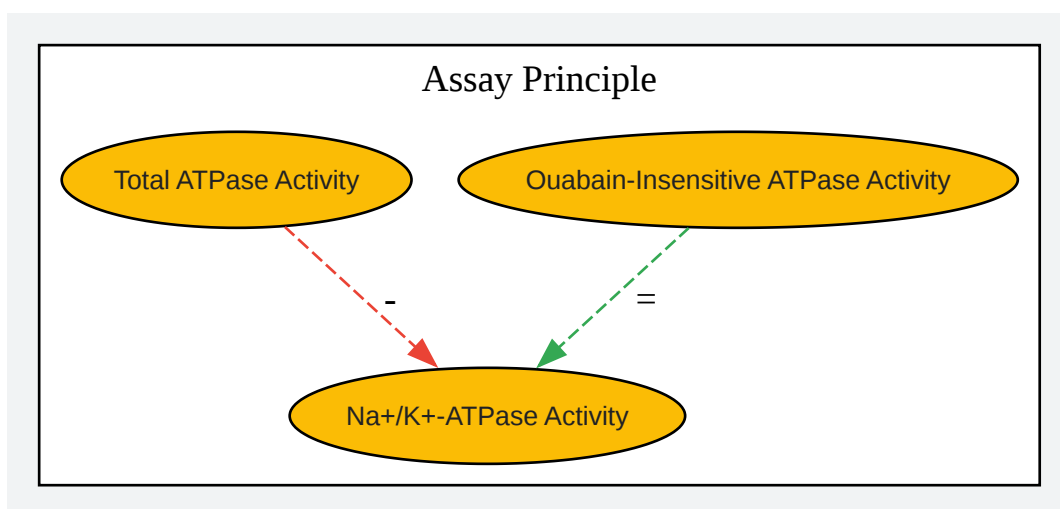 Assay Principle
Total ATPase Activity
Ouabain-Insensitive ATPase Activity
-
=
Na+/K+-ATPase Activity